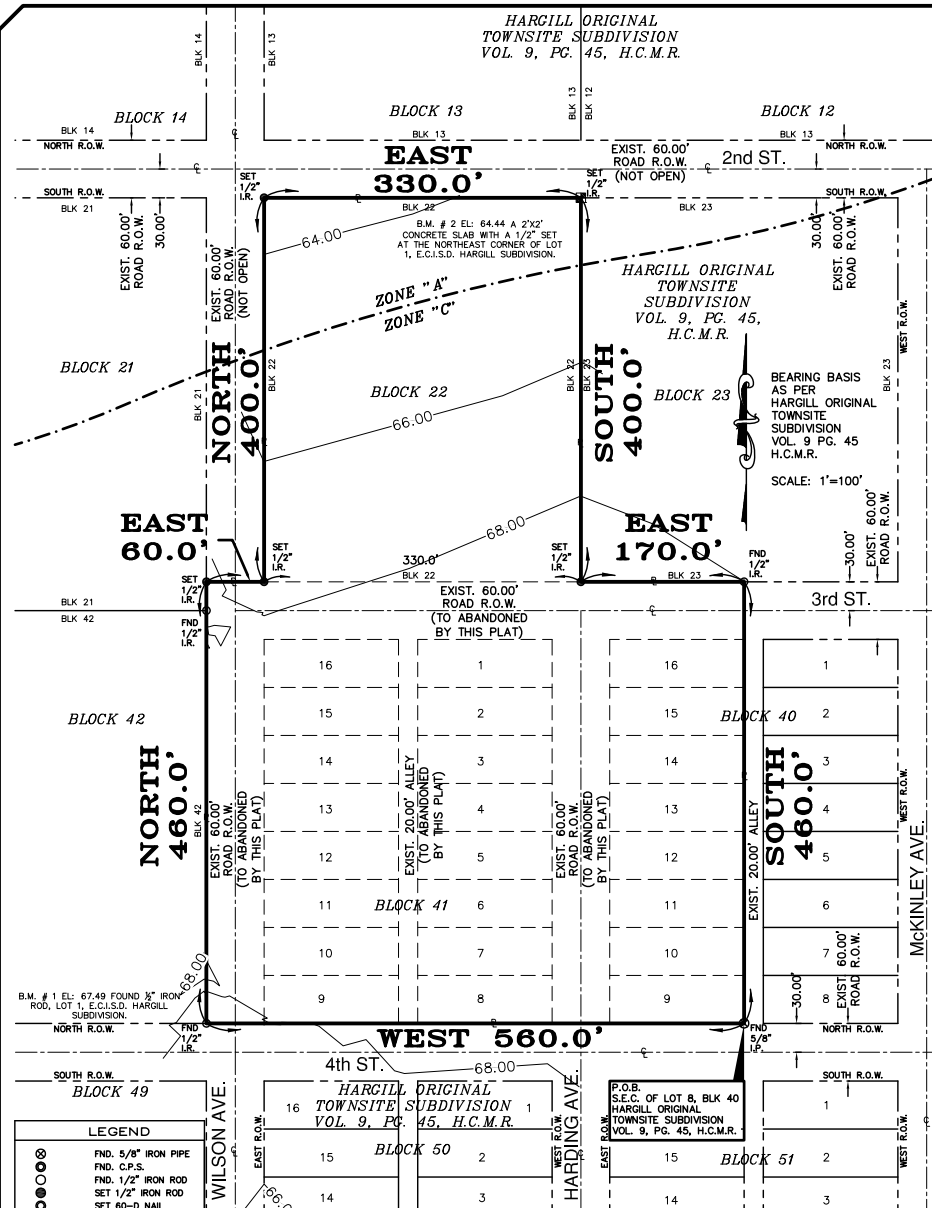 HARGILL ORIGINAL
TOWNSITE SUBDIVISION
VOL. 9, PG. 45, H.C.M.R.
BLK 14
BLK 13
BLK 13
BLK 12
BLOCK 14
BLOCK 13
BLOCK 12
BLK 14
BLK 13
BLK 13
NORTH R.O.W.
NORTH R.O.W.
EAST
330.0'
EXIST. 60.00'
ROAD R.O.W.
(NOT OPEN)
2nd ST.
SET
1/2"
I.R.
SET
1/2"
I.R.
SOUTH R.O.W.
SOUTH R.O.W.
BLK 21
BLK 22
BLK 23
EXIST. 60.00'
ROAD R.O.W.
30.00'
EXIST. 60.00'
ROAD R.O.W.
(NOT OPEN)
64.00
B.M. # 2 EL: 64.44 A 2'X2'
CONCRETE SLAB WITH A 1/2" SET
AT THE NORTHEAST CORNER OF LOT
1, E.C.I.S.D. HARGILL SUBDIVISION.
30.00'
EXIST. 60.00'
ROAD R.O.W.
ZONE "A"
ZONE "C"
HARGILL ORIGINAL
TOWNSITE
SUBDIVISION
VOL. 9, PG. 45,
H.C.M.R.
WEST R.O.W.
BLOCK 21
BLK 21
NORTH
400.0'
BLK 22
BLOCK 22
66.00
BLK 22
BLK 23
SOUTH
400.0'
BLOCK 23
BEARING BASIS
AS PER
HARGILL ORIGINAL
TOWNSITE
SUBDIVISION
VOL. 9 PG. 45
H.C.M.R.
SCALE: 1'=100'
BLK 23
EAST
60.0'
68.00
EAST
170.0'
30.00'
EXIST. 60.00'
ROAD R.O.W.
SET
1/2"
I.R.
SET
1/2"
I.R.
330.0'
BLK 22
SET
1/2"
I.R.
BLK 23
FND
1/2"
I.R.
BLK 21
BLK 42
FND
1/2"
I.R.
EXIST. 60.00'
ROAD R.O.W.
(TO ABANDONED
BY THIS PLAT)
3rd ST.
16
1
16
1
15
2
15
2
14
3
14
3
13
4
13
4
12
5
12
5
11
6
11
6
10
7
10
7
9
8
9
8
BLOCK 42
BLOCK 40
NORTH
460.0'
BLK 42
EXIST. 60.00'
ROAD R.O.W.
(TO ABANDONED
BY THIS PLAT)
EXIST. 20.00' ALLEY
(TO ABANDONED
BY THIS PLAT)
EXIST. 60.00'
ROAD R.O.W.
(TO ABANDONED
BY THIS PLAT)
EXIST. 20.00' ALLEY
SOUTH
460.0'
WEST R.O.W.
McKINLEY AVE.
BLOCK 41
68.00
30.00'
EXIST. 60.00'
ROAD R.O.W.
B.M. # 1 EL: 67.49 FOUND ½" IRON
ROD, LOT 1, E.C.I.S.D. HARGILL
SUBDIVISION.
NORTH R.O.W.
FND
1/2"
I.R.
WEST 560.0'
FND
5/8"
I.P.
NORTH R.O.W.
4th ST.
68.00
SOUTH R.O.W.
SOUTH R.O.W.
BLOCK 49
WILSON AVE.
HARGILL ORIGINAL
TOWNSITE SUBDIVISION
VOL. 9, PG. 45, H.C.M.R.
HARDING AVE.
P.O.B.
S.E.C. OF LOT 8, BLK 40
HARGILL ORIGINAL
TOWNSITE SUBDIVISION
VOL. 9, PG. 45, H.C.M.R.
16
1
1
EAST R.O.W.
WEST R.O.W.
EAST R.O.W.
WEST R.O.W.
BLOCK 50
BLOCK 51
15
2
15
2
14
3
14
3
66.0
LEGEND
FND. 5/8" IRON PIPE
FND. C.P.S.
FND. 1/2" IRON ROD
SET 1/2" IRON ROD
SET 60-D NAIL